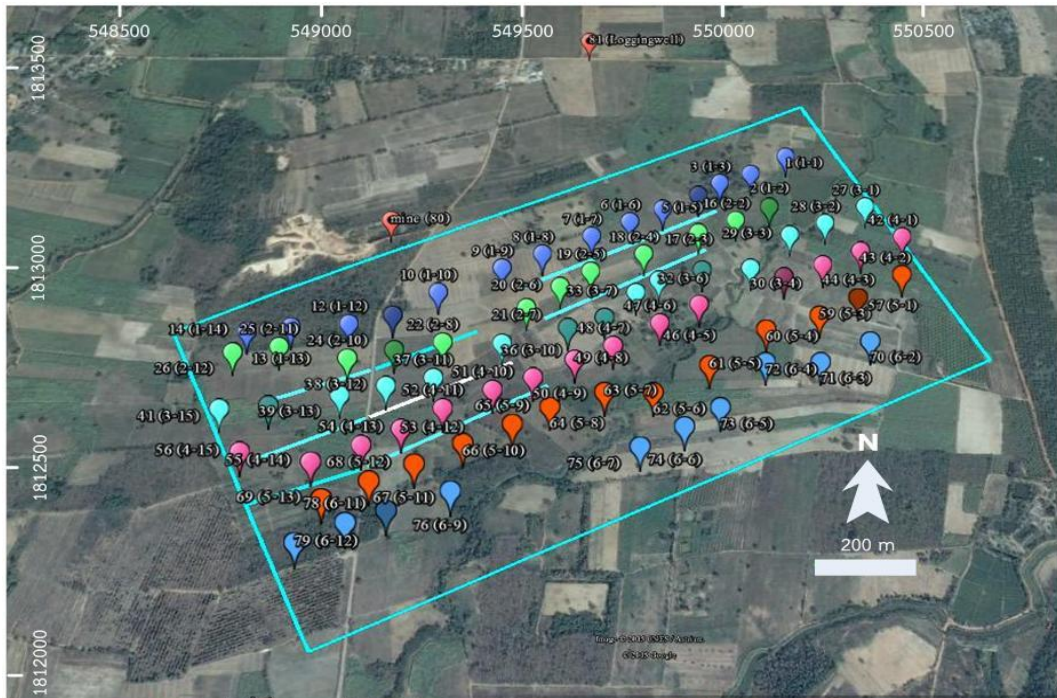 548500 549000 549500 550000 550500
81 (Loggingwell)
1813500
3 (1-3) 1 (1-1)
2 (1-2)
6 (1-6) 5 (1-5) 16 (2-2) 27 (3-1)
mine (80) 7 (1-7) 28 (3-2) 42 (4-1)
8 (1-8) 18 (2-4) 17 (2-3) 29 (3-3)
9 (1-9) 19 (2-5) 43 (4-2)
1813000
10 (1-10) 20 (2-6) 33 (3-7) 32 (3-6) 30 (3-4) 44 (4-3)
12 (1-12) 21 (2-7) 47 (4-6) 57 (5-1)
14 (1-14) 25 (2-11) 24 (2-10) 22 (2-8) 48 (4-7) 46 (4-5) 59 (5-3)
26 (2-12) 13 (1-13) 37 (3-11) 36 (3-10) 49 (4-8) 60 (5-4) 70 (6-2)
38 (3-12) 52 (4-11) 51 (4-10) 50 (4-9) 63 (5-7) 61 (5-5) 72 (6-4) 71 (6-3)
41 (3-15) 39 (3-13) 54 (4-13) 53 (4-12) 65 (5-9) 64 (5-8) 62 (5-6) 73 (6-5)
56 (4-15) 55 (4-14) 68 (5-12) 66 (5-10) 75 (6-7) 74 (6-6)
N
1812500
69 (5-13) 78 (6-11) 67 (5-11) 76 (6-9)
79 (6-12)
200 m
1812000
© 2015 Google